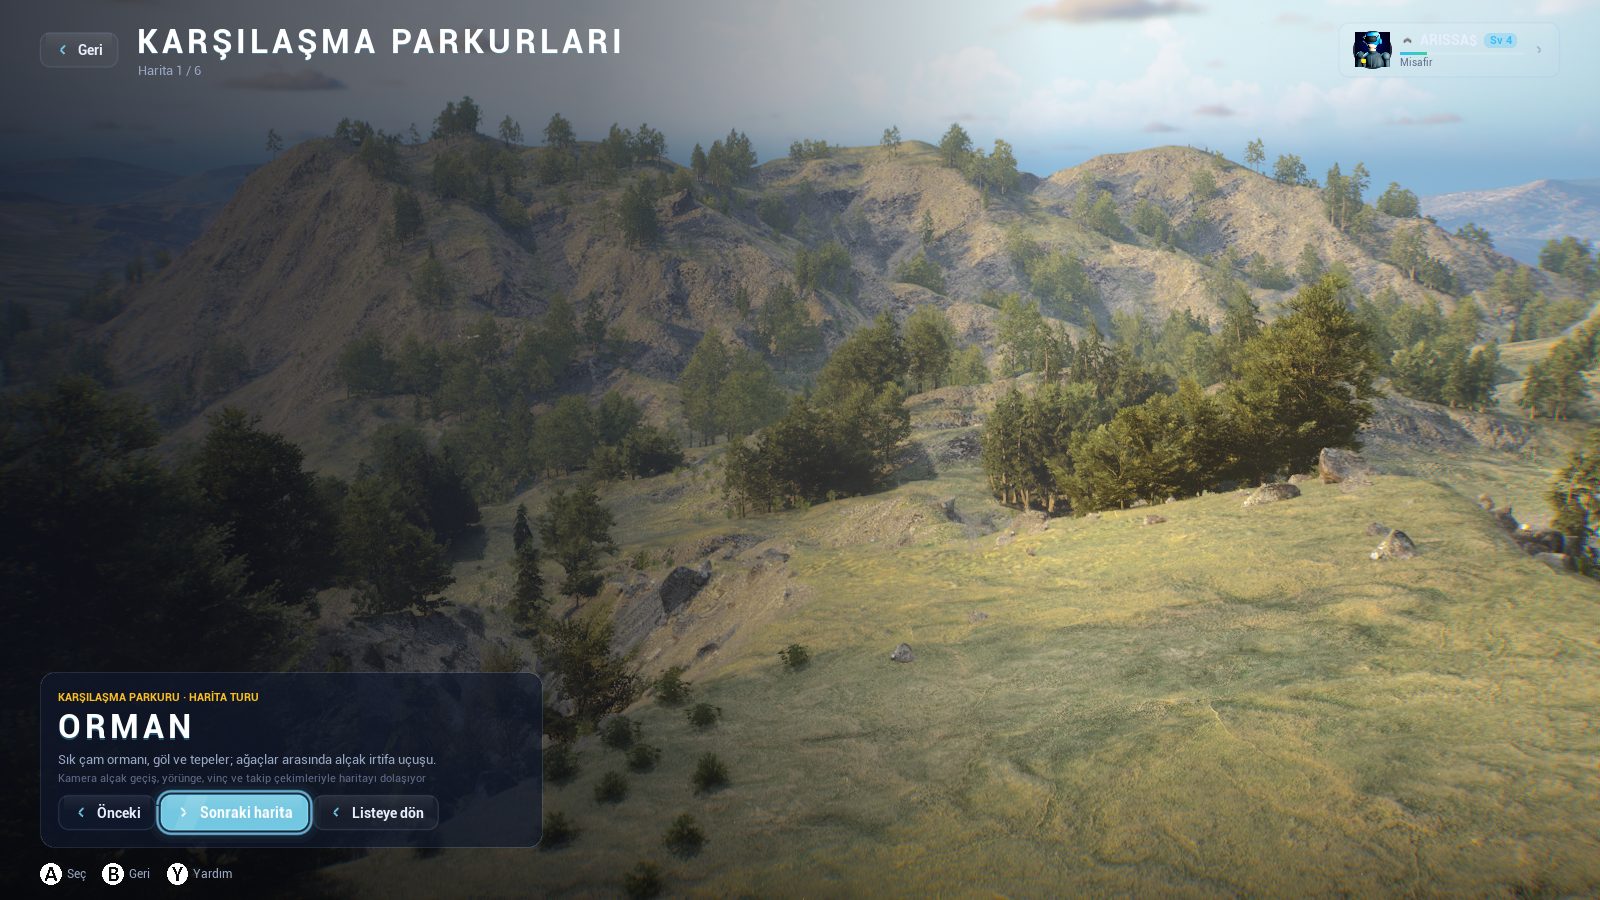 Geri
KARŞILAŞMA PARKURLARI
Harita 1 / 6
ARISSAS Sv 4
Misafir
KARŞILAŞMA PARKURU · HARİTA TURU
ORMAN
Sık çam ormanı, göl ve tepeler; ağaçlar arasında alçak irtifa uçuşu.
Kamera alçak geçiş, yörünge, vinç ve takip çekimleriyle haritayı dolaşıyor
Önceki Sonraki harita Listeye dön
A Seç B Geri Y Yardım